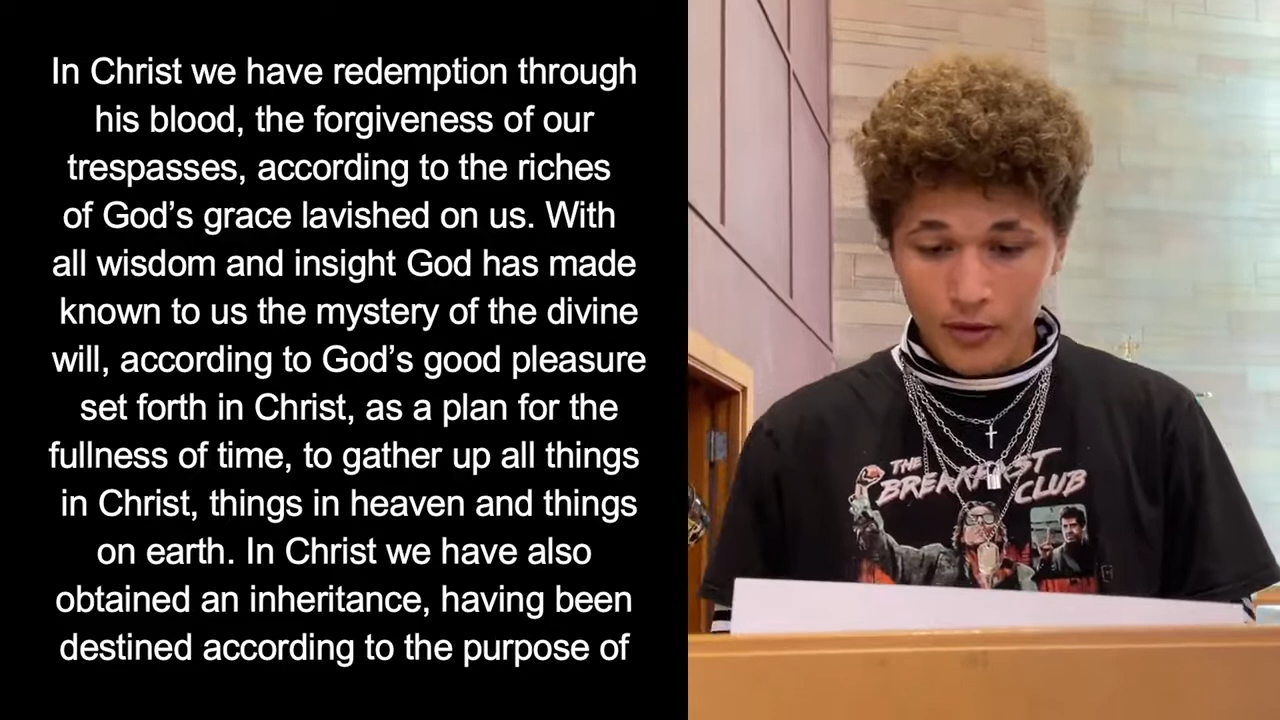 In Christ we have redemption through
his blood, the forgiveness of our
trespasses, according to the riches
of God’s grace lavished on us. With
all wisdom and insight God has made
known to us the mystery of the divine
will, according to God’s good pleasure
set forth in Christ, as a plan for the
fullness of time, to gather up all things
in Christ, things in heaven and things
on earth. In Christ we have also
obtained an inheritance, having been
destined according to the purpose of
THE
BREAKFAST
CLUB